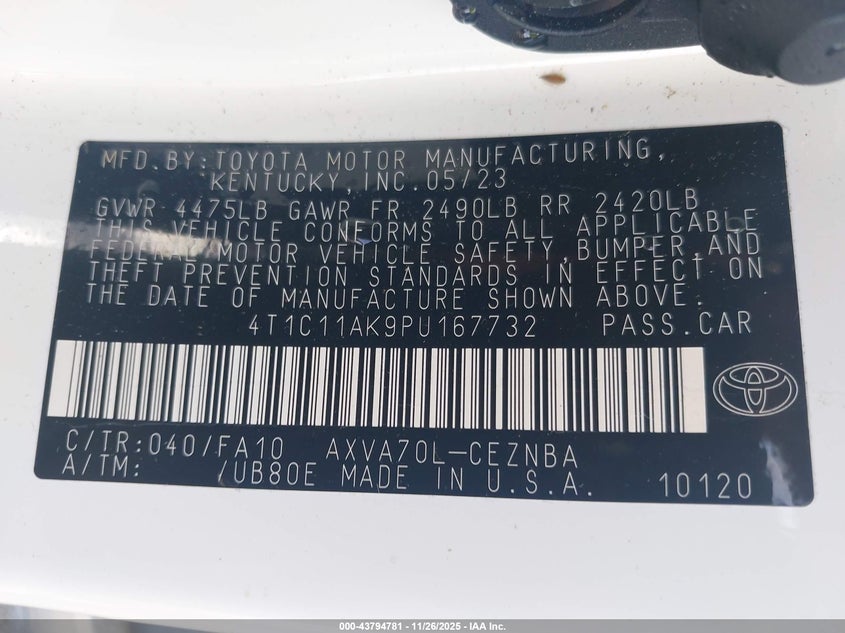 MFD.BY:TOYOTA MOTOR MANUFACTURING,
KENTUCKY,INC.05/23
GVWR 4475LB GAWR FR 2490LB RR 2420LB
THIS VEHICLE CONFORMS TO ALL APPLICABLE
FEDERAL MOTOR VEHICLE SAFETY,BUMPER,AND
THEFT PREVENTION STANDARDS IN EFFECT ON
THE DATE OF MANUFACTURE SHOWN ABOVE.
4T1C11AK9PU167732 PASS.CAR
C/TR:040/FA10 AXVA70L-CEZNBA
A/TM: /UB80E MADE IN U.S.A. 10120
000-43794781 - 11/26/2025 - IAA Inc.